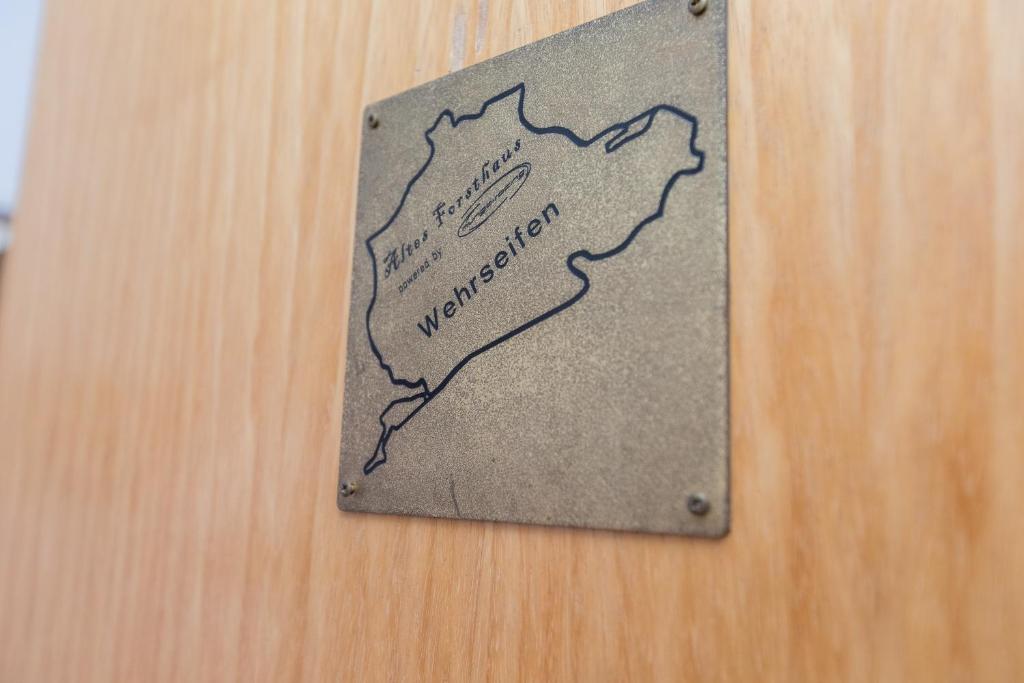 Altes Forsthaus
powered by
Wehrseifen